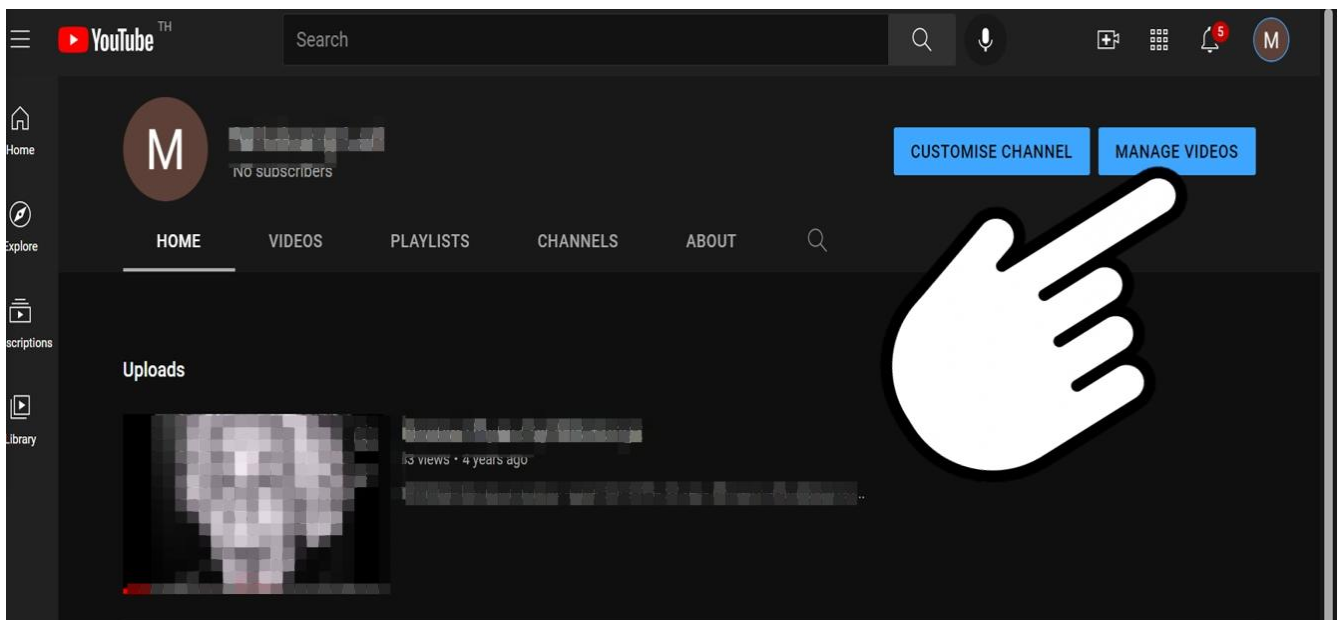 YouTube TH
Search
5
M
Home
M
No subscribers
CUSTOMISE CHANNEL
MANAGE VIDEOS
Explore
HOME VIDEOS PLAYLISTS CHANNELS ABOUT
scriptions
Uploads
Library
3 views • 4 years ago